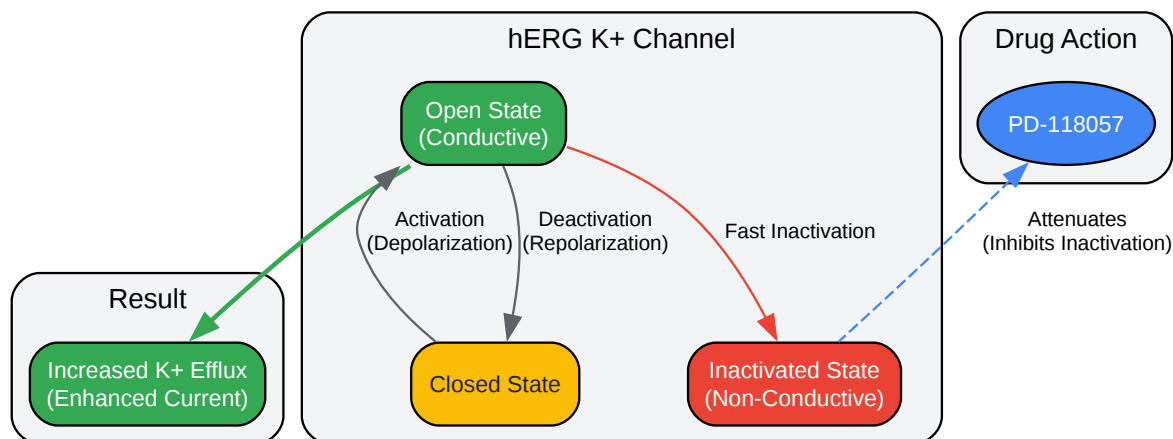 hERG K+ Channel
Drug Action
Open State
(Conductive)
PD-118057
Activation
(Depolarization)
Deactivation
(Repolarization)
Fast Inactivation
Attenuates
(Inhibits Inactivation)
Result
Increased K+ Efflux
(Enhanced Current)
Closed State
Inactivated State
(Non-Conductive)